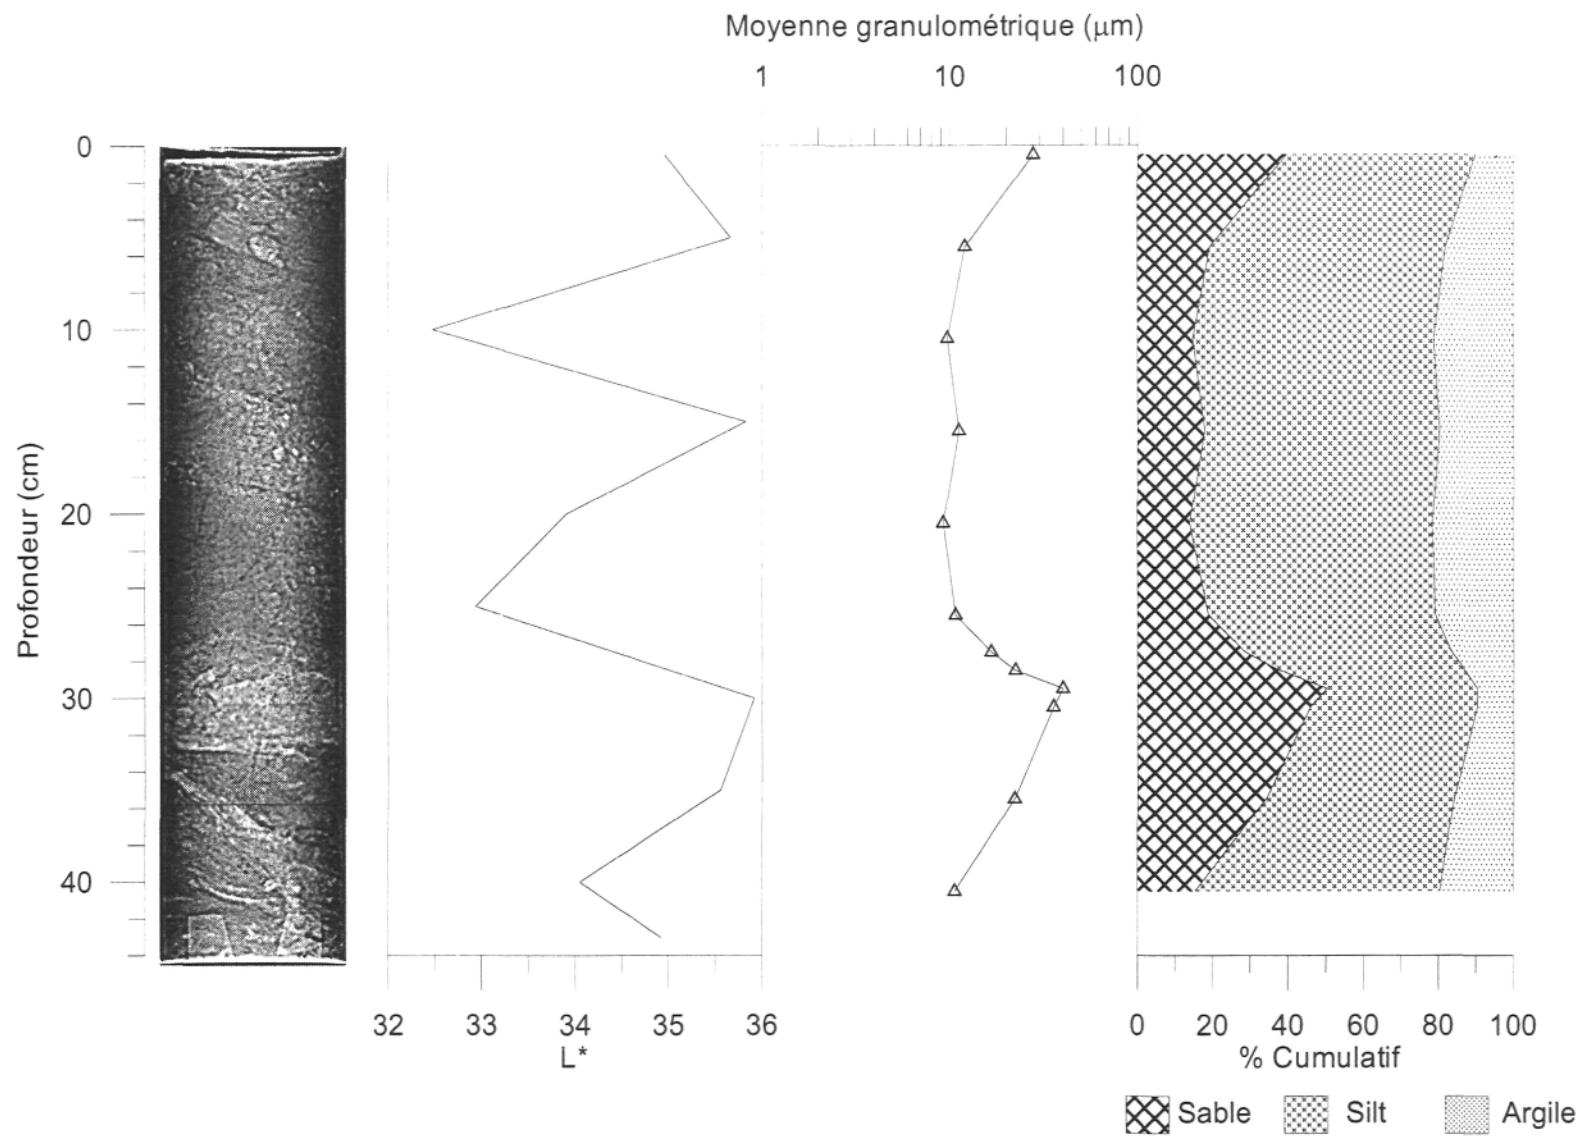 Moyenne granulométrique (μm)
1 10 100
Profondeur (cm)
0
10
20
30
40
32 33 34 35 36
L*
0 20 40 60 80 100
% Cumulatif
Sable Silt Argile